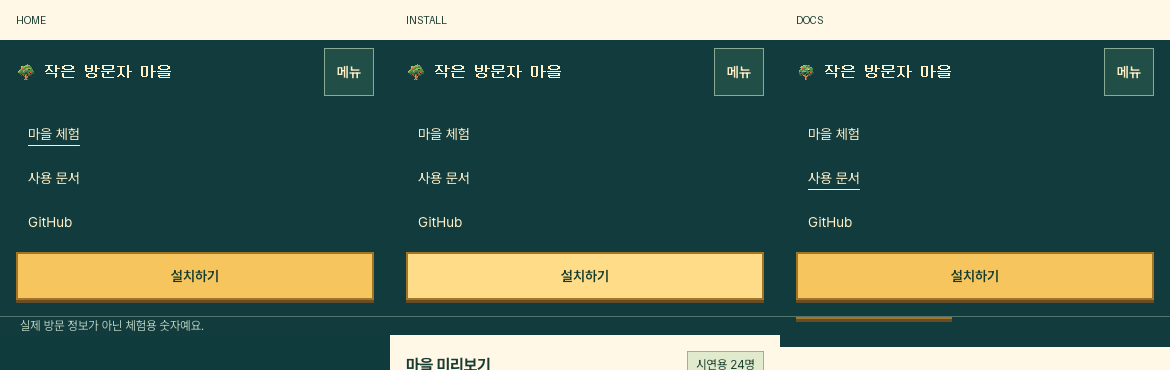 HOME
작은 방문자 마을
메뉴
마을 체험
사용 문서
GitHub
설치하기
실제 방문 정보가 아닌 체험용 숫자예요.
INSTALL
작은 방문자 마을
메뉴
마을 체험
사용 문서
GitHub
설치하기
마을 미리보기
시연용 24명
DOCS
작은 방문자 마을
메뉴
마을 체험
사용 문서
GitHub
설치하기